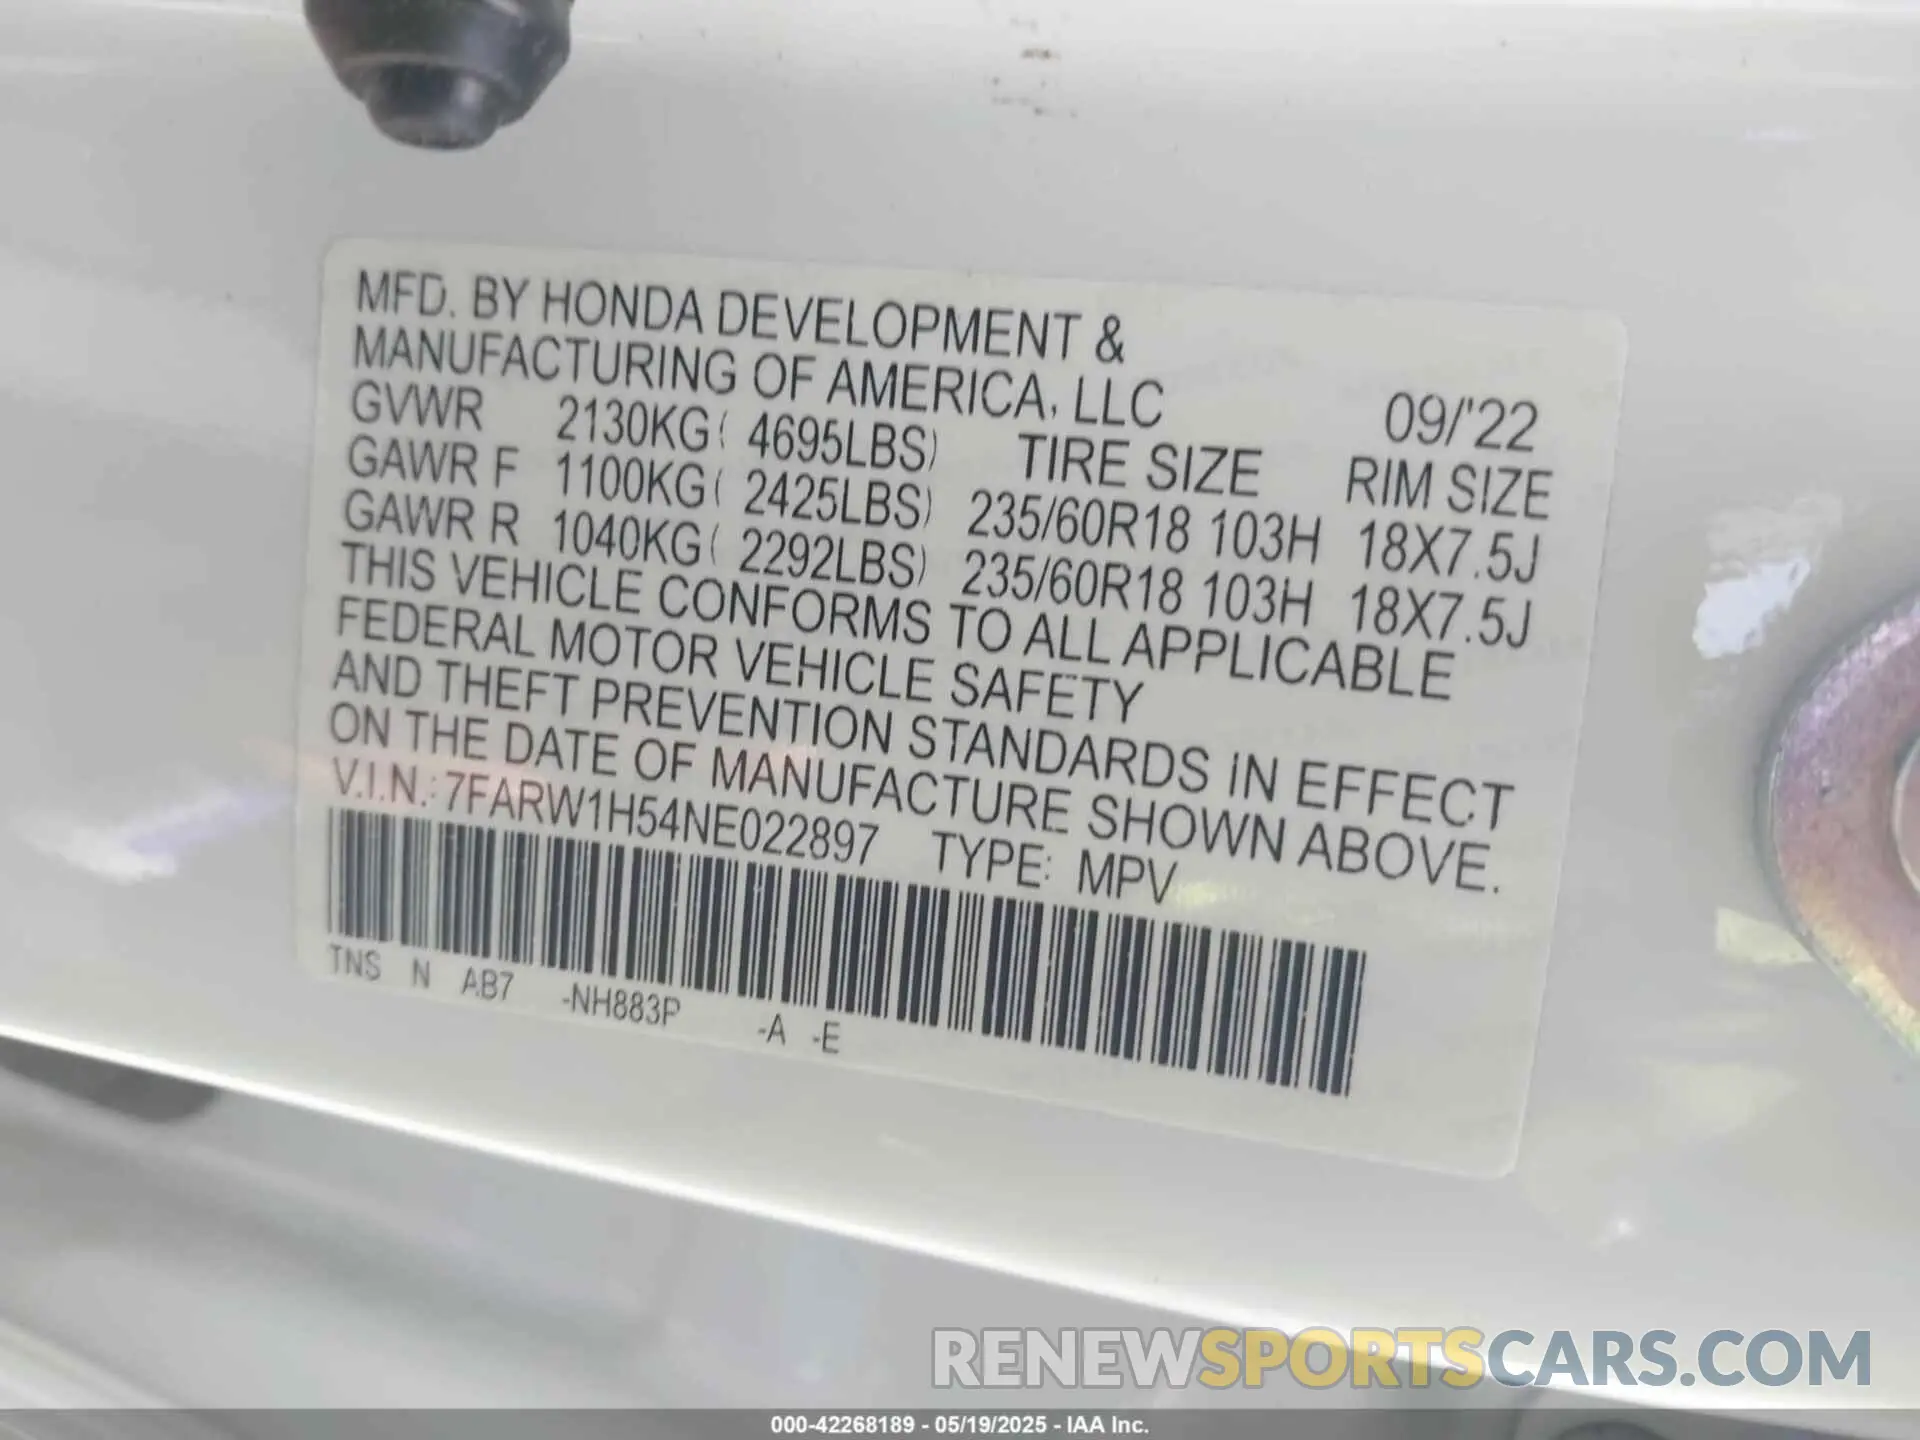 MFD. BY HONDA DEVELOPMENT &
MANUFACTURING OF AMERICA, LLC 09/'22
GVWR 2130KG( 4695LBS) TIRE SIZE RIM SIZE
GAWR F 1100KG( 2425LBS) 235/60R18 103H 18X7.5J
GAWR R 1040KG( 2292LBS) 235/60R18 103H 18X7.5J
THIS VEHICLE CONFORMS TO ALL APPLICABLE
FEDERAL MOTOR VEHICLE SAFETY
AND THEFT PREVENTION STANDARDS IN EFFECT
ON THE DATE OF MANUFACTURE SHOWN ABOVE.
V.I.N.: 7FARW1H54NE022897 TYPE: MPV
TNS N AB7 -NH883P -A -E
RENEWSPORTSCARS.COM
000-42268189 - 05/19/2025 - IAA Inc.